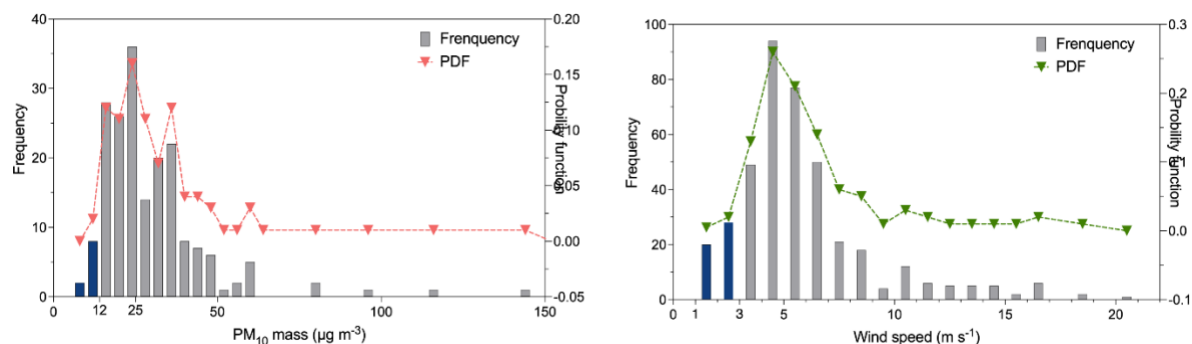 40
30
20
10
0
Frequency
0 12 25 50 100 150
PM10 mass (µg m-3)
0.20
0.15
0.10
0.05
0.00
-0.05
Probility function
Frenquency
PDF
100
80
60
40
20
0
Frequency
0 1 3 5 10 15 20
Wind speed (m s-1)
0.3
0.2
0.1
0.0
-0.1
Probility function
Frenquency
PDF